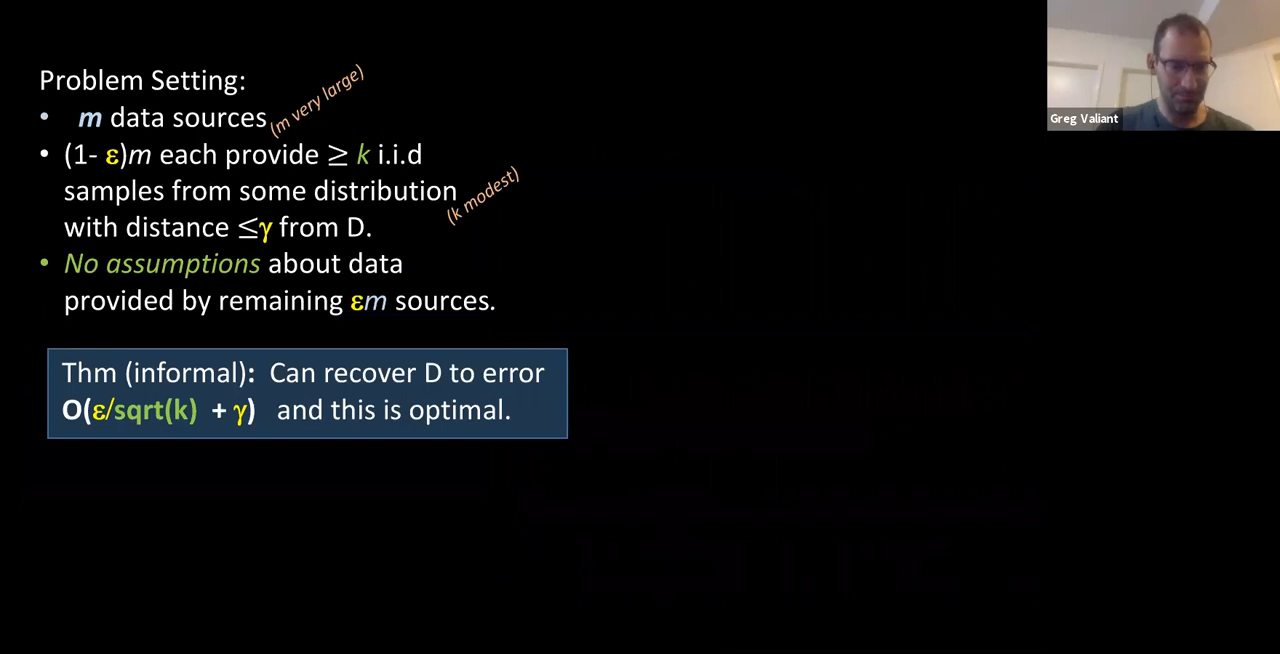 Problem Setting:
• m data sources (m very large)
• (1- ε)m each provide ≥ k i.i.d
samples from some distribution (k modest)
with distance ≤γ from D.
• No assumptions about data
provided by remaining εm sources.
Thm (informal): Can recover D to error
O(ε/sqrt(k) + γ) and this is optimal.
Greg Valiant